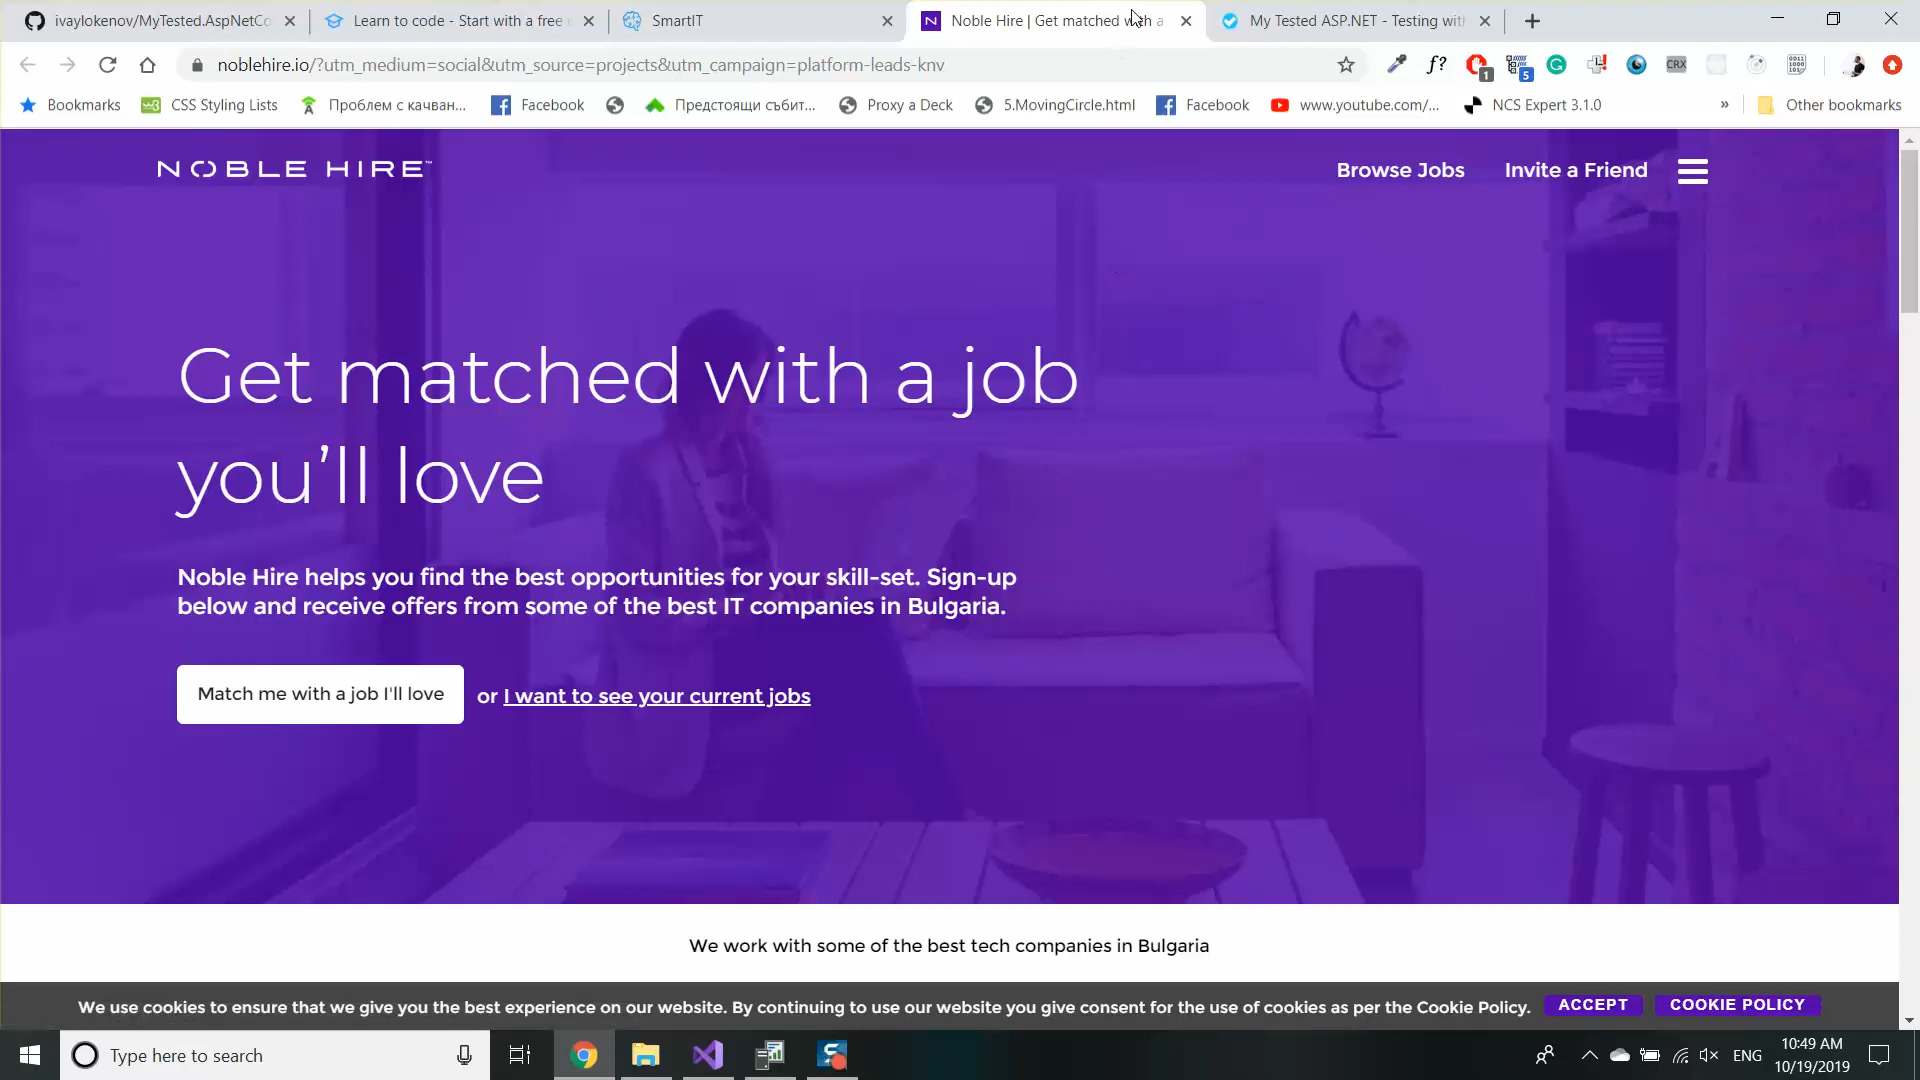 ivaylokenov/MyTested.AspNetCo
Learn to code - Start with a free
SmartIT
Noble Hire | Get matched with a
My Tested ASP.NET - Testing with
noblehire.io/?utm_medium=social&utm_source=projects&utm_campaign=platform-leads-knv
f?
1
5
CRX
Bookmarks
CSS Styling Lists
Проблем с качван...
Facebook
Предстоящи събит...
Proxy a Deck
5.MovingCircle.html
Facebook
www.youtube.com/...
NCS Expert 3.1.0
»
Other bookmarks
NOBLE HIRE™
Browse Jobs
Invite a Friend
Get matched with a job
you’ll love
Noble Hire helps you find the best opportunities for your skill-set. Sign-up
below and receive offers from some of the best IT companies in Bulgaria.
Match me with a job I'll love
or I want to see your current jobs
We work with some of the best tech companies in Bulgaria
We use cookies to ensure that we give you the best experience on our website. By continuing to use our website you give consent for the use of cookies as per the Cookie Policy.
ACCEPT
COOKIE POLICY
Type here to search
ENG
10:49 AM
10/19/2019